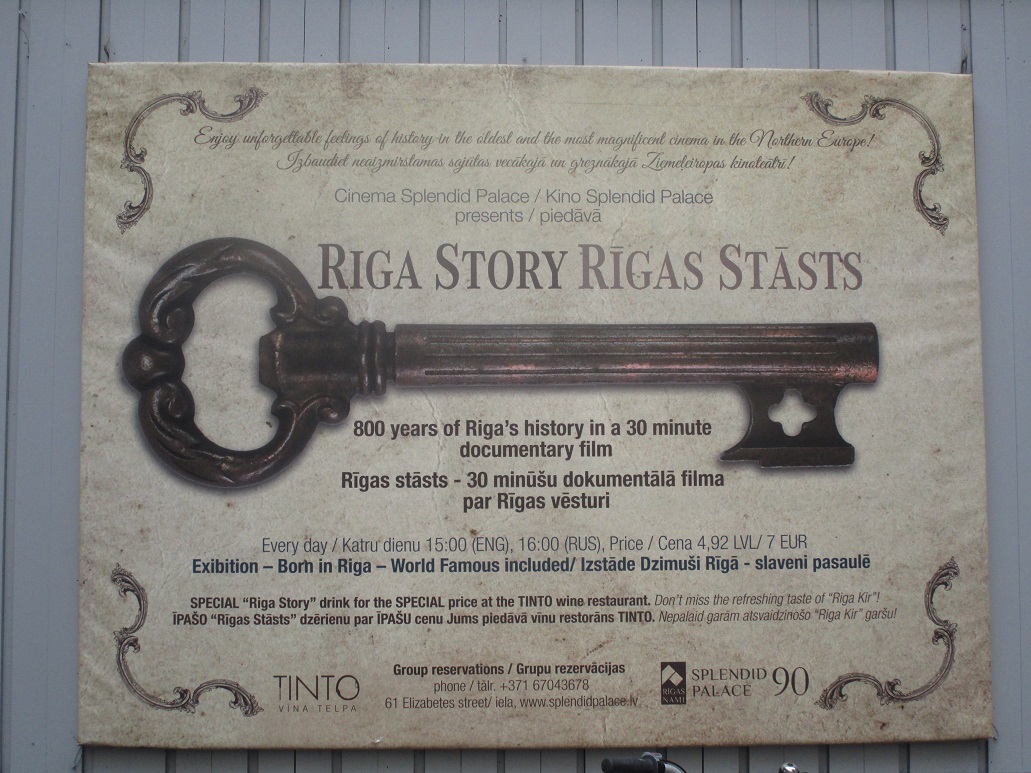 Enjoy unforgettable feelings of history in the oldest and the most magnificent cinema in the Northern Europe!
Izbaudiet neaizmirstamas sajūtas vecākajā un greznākajā Ziemeļeiropas kinoteātrī!
Cinema Splendid Palace / Kino Splendid Palace
presents / piedāvā
RIGA STORY RĪGAS STĀSTS
800 years of Riga's history in a 30 minute
documentary film
Rīgas stāsts - 30 minūšu dokumentālā filma
par Rīgas vēsturi
Every day / Katru dienu 15:00 (ENG), 16:00 (RUS), Price / Cena 4,92 LVL/ 7 EUR
Exibition – Born in Riga – World Famous included/ Izstāde Dzimuši Rīgā - slaveni pasaulē
SPECIAL "Riga Story" drink for the SPECIAL price at the TINTO wine restaurant. Don't miss the refreshing taste of "Riga Kir"!
ĪPAŠO "Rīgas Stāsts" dzērienu par ĪPAŠU cenu Jums piedāvā vīnu restorāns TINTO. Nepalaid garām atsvaidzinošo "Riga Kir" garšu!
TINTO
VĪNA TELPA
Group reservations / Grupu rezervācijas
phone / tālr. +371 67043678
61 Elizabetes street/ iela, www.splendidpalace.lv
RĪGAS
NAMI
SPLENDID
PALACE 90